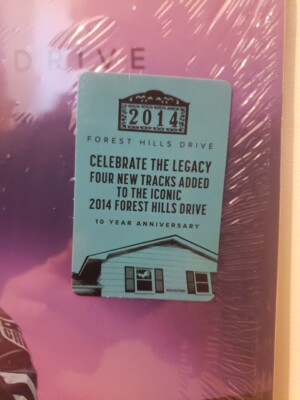 DRIVE
2014
FOREST HILLS DRIVE
CELEBRATE THE LEGACY
FOUR NEW TRACKS ADDED
TO THE ICONIC
2014 FOREST HILLS DRIVE
10 YEAR ANNIVERSARY